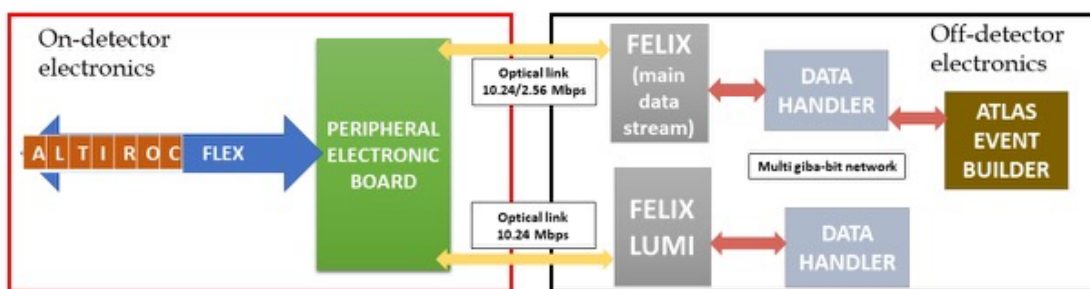 On-detector
electronics
ALTIROC FLEX
PERIPHERAL
ELECTRONIC
BOARD
Optical link
10.24/2.56 Mbps
Optical link
10.24 Mbps
FELIX
(main
data
stream)
FELIX
LUMI
DATA
HANDLER
Multi giba-bit network
DATA
HANDLER
Off-detector
electronics
ATLAS
EVENT
BUILDER